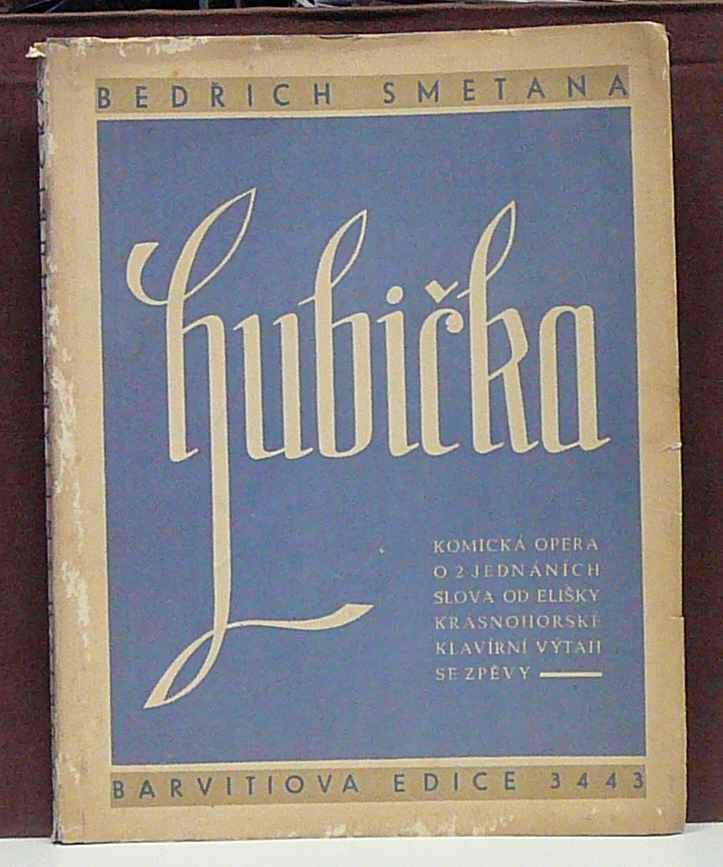 BEDŘICH SMETANA
hubička
KOMICKÁ OPERA
O 2 JEDNÁNÍCH
SLOVA OD ELIŠKY
KRÁSNOHORSKÉ
KLAVÍRNÍ VÝTAH
SE ZPĚVY
BARVITIOVA EDICE 3443